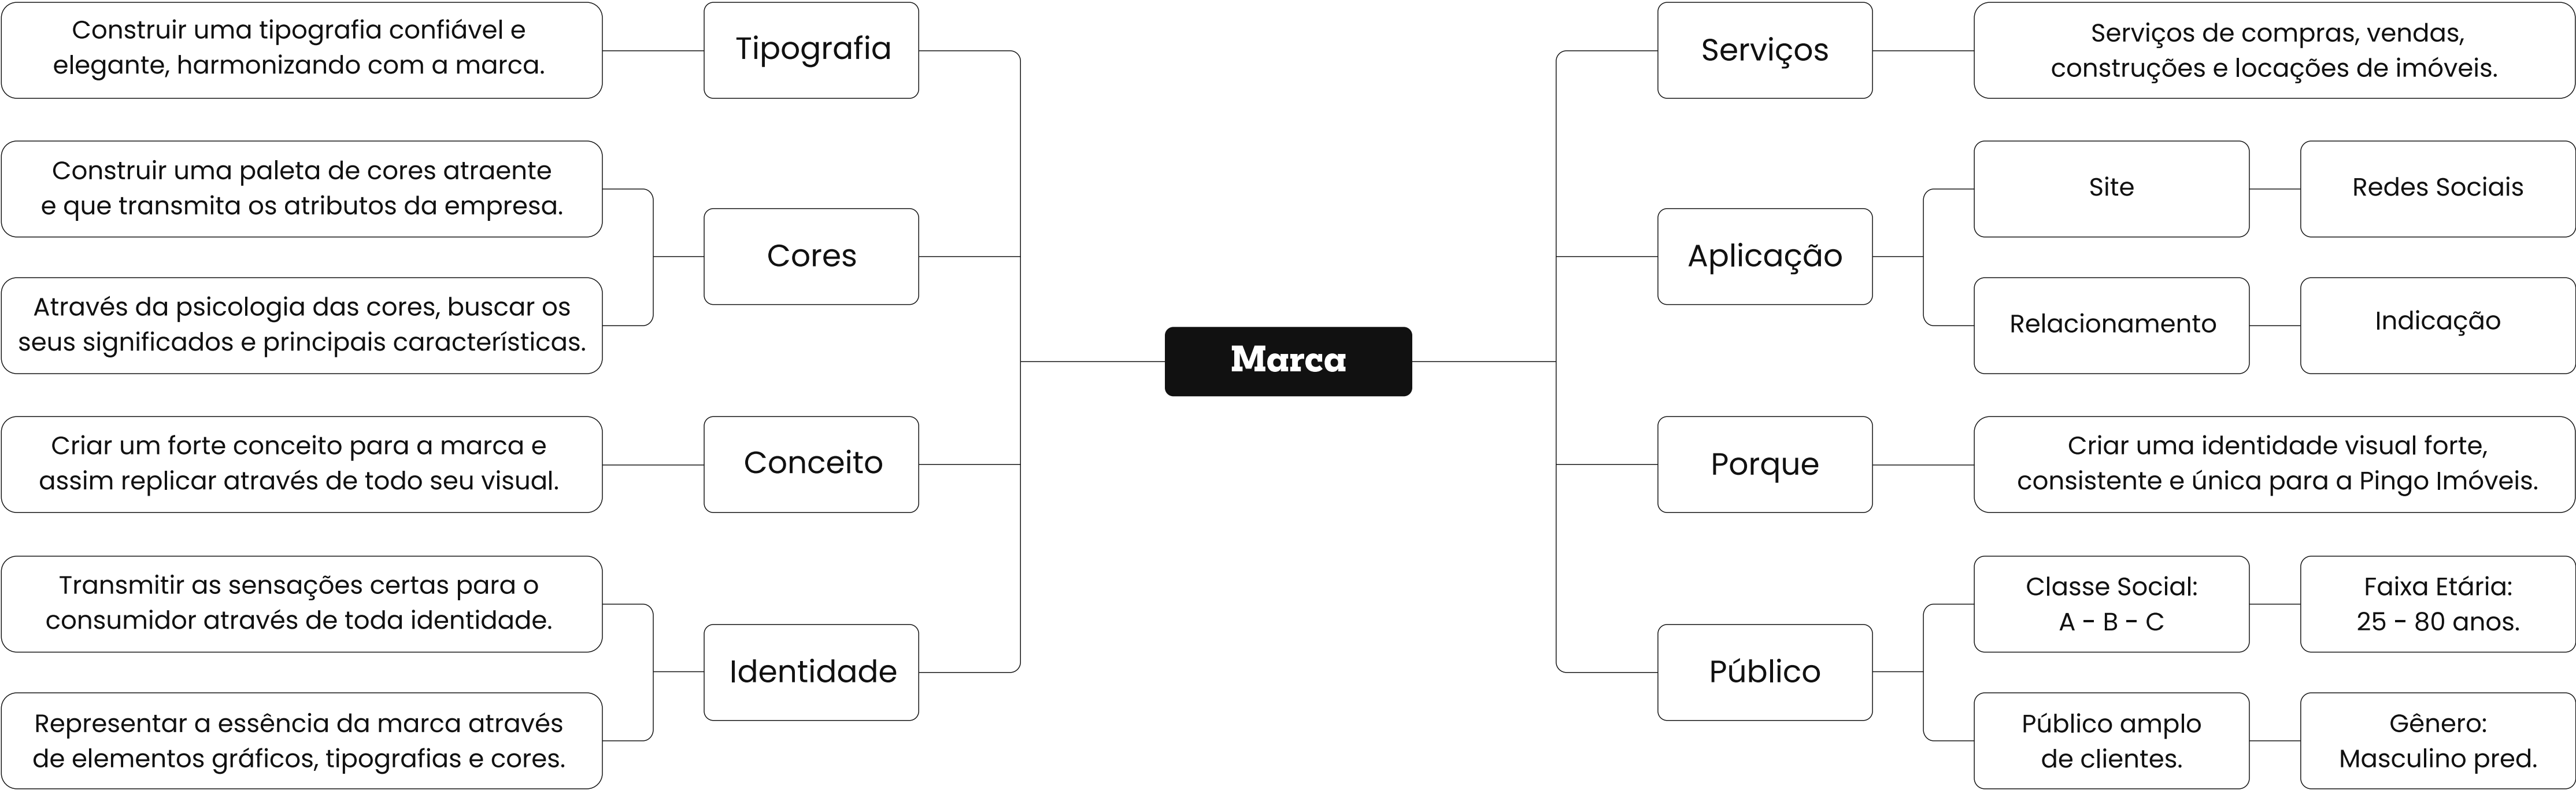 Construir uma tipografia confiável e
elegante, harmonizando com a marca.
Tipografia
Construir uma paleta de cores atraente
e que transmita os atributos da empresa.
Através da psicologia das cores, buscar os
seus significados e principais características.
Cores
Criar um forte conceito para a marca e
assim replicar através de todo seu visual.
Conceito
Transmitir as sensações certas para o
consumidor através de toda identidade.
Representar a essência da marca através
de elementos gráficos, tipografias e cores.
Identidade
Marca
Serviços
Serviços de compras, vendas,
construções e locações de imóveis.
Aplicação
Site
Redes Sociais
Relacionamento
Indicação
Porque
Criar uma identidade visual forte,
consistente e única para a Pingo Imóveis.
Público
Classe Social:
A - B - C
Faixa Etária:
25 - 80 anos.
Público amplo
de clientes.
Gênero:
Masculino pred.